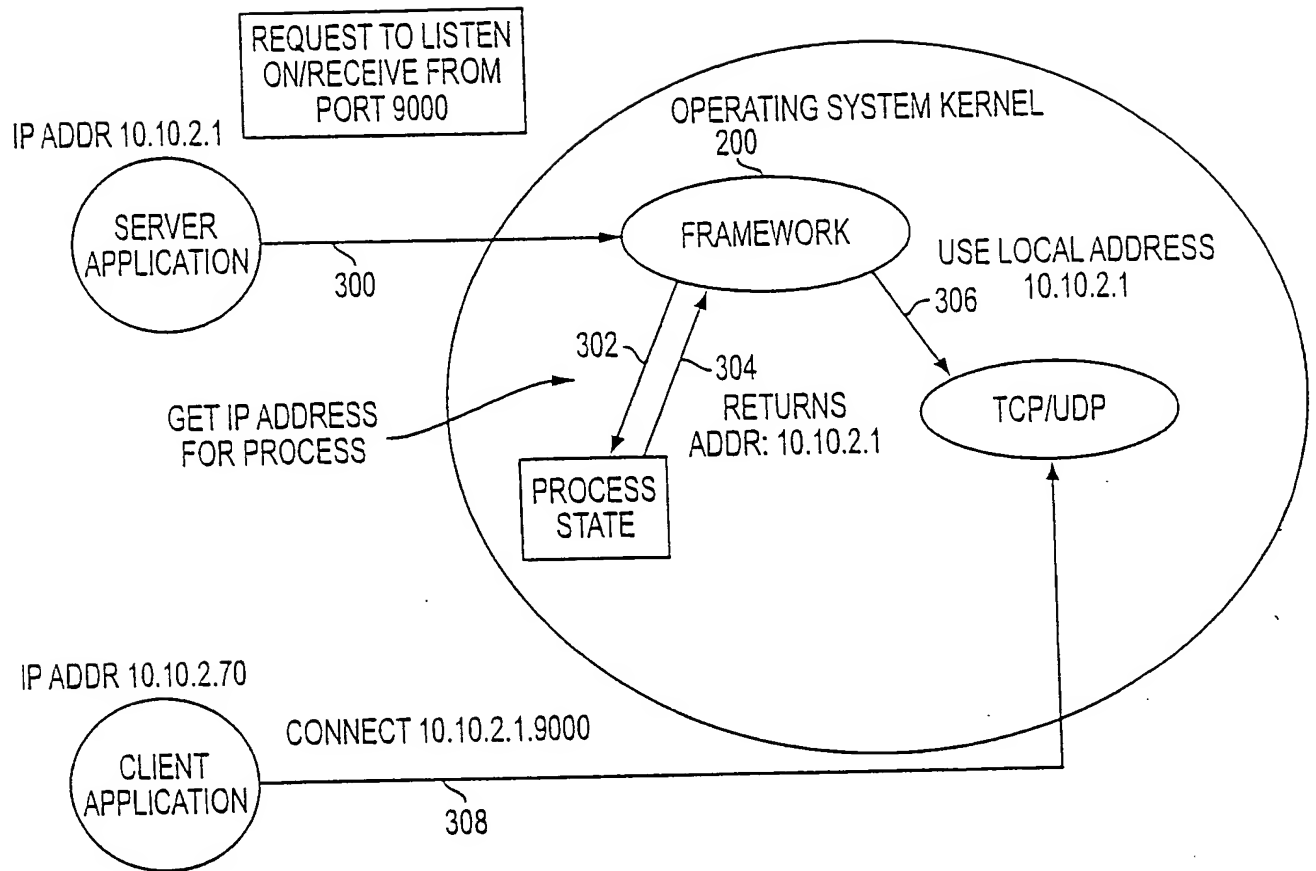 REQUEST TO LISTEN
ON/RECEIVE FROM
PORT 9000
IP ADDR 10.10.2.1
SERVER
APPLICATION
300
OPERATING SYSTEM KERNEL
200
FRAMEWORK
USE LOCAL ADDRESS
10.10.2.1
306
302
304
RETURNS
ADDR: 10.10.2.1
TCP/UDP
GET IP ADDRESS
FOR PROCESS
PROCESS
STATE
IP ADDR 10.10.2.70
CLIENT
APPLICATION
CONNECT 10.10.2.1.9000
308